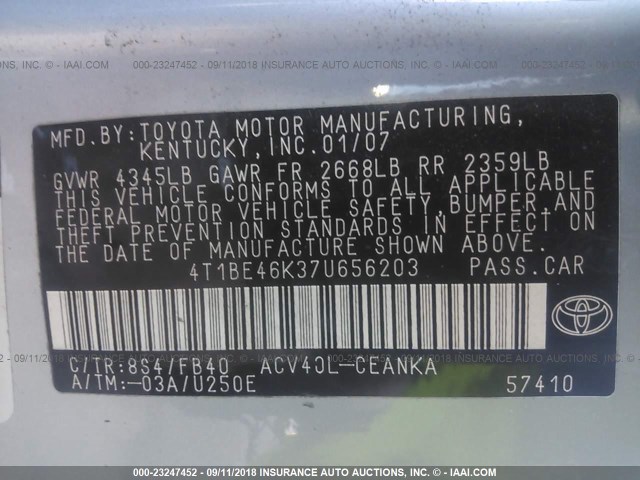 000-23247452 - 09/11/2018 INSURANCE AUTO AUCTIONS, INC. - IAAI.COM
MFD.BY:TOYOTA MOTOR MANUFACTURING,
KENTUCKY,INC.01/07
GVWR 4345LB GAWR FR 2668LB RR 2359LB
THIS VEHICLE CONFORMS TO ALL APPLICABLE
FEDERAL MOTOR VEHICLE SAFETY,BUMPER,AND
THEFT PREVENTION STANDARDS IN EFFECT ON
THE DATE OF MANUFACTURE SHOWN ABOVE.
4T1BE46K37U656203 PASS.CAR
C/TR:8S4/FB40 ACV40L-CEANKA
A/TM:-03A/U250E 57410
000-23247452 - 09/11/2018 INSURANCE AUTO AUCTIONS, INC. - IAAI.COM